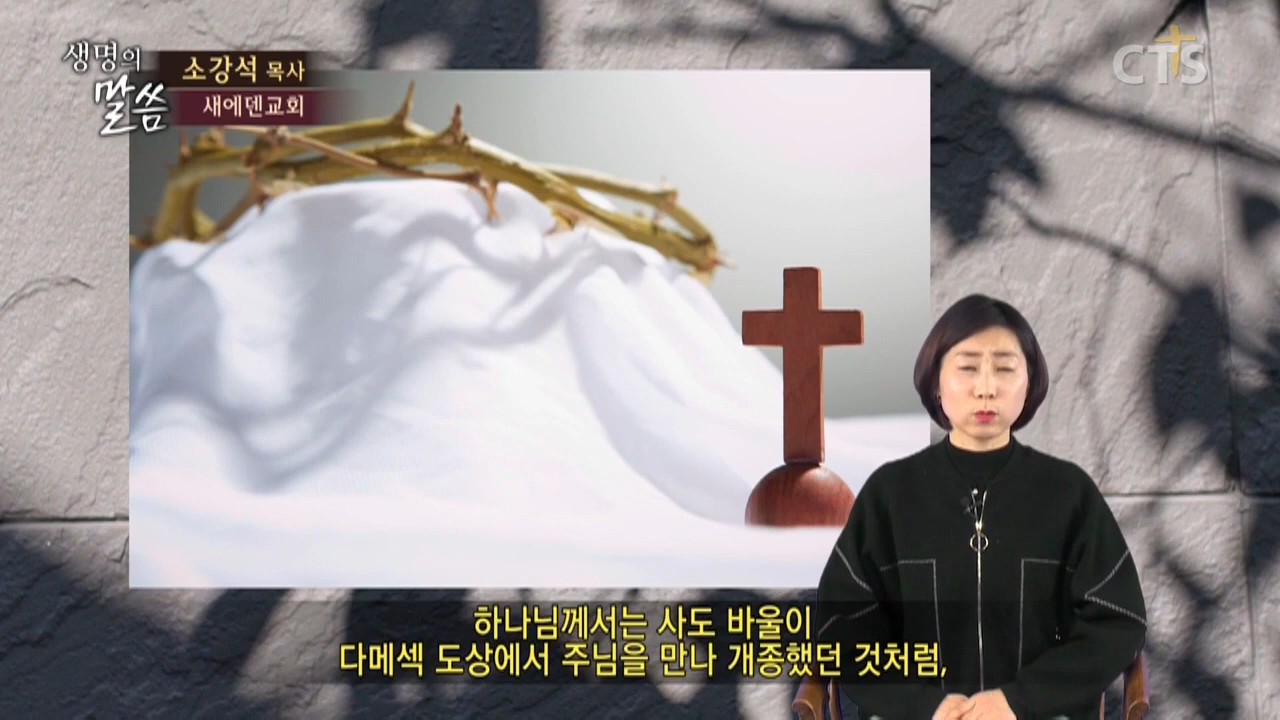 생명의
말씀
소강석 목사
새에덴교회
CTS
하나님께서는 사도 바울이
다메섹 도상에서 주님을 만나 개종했던 것처럼,